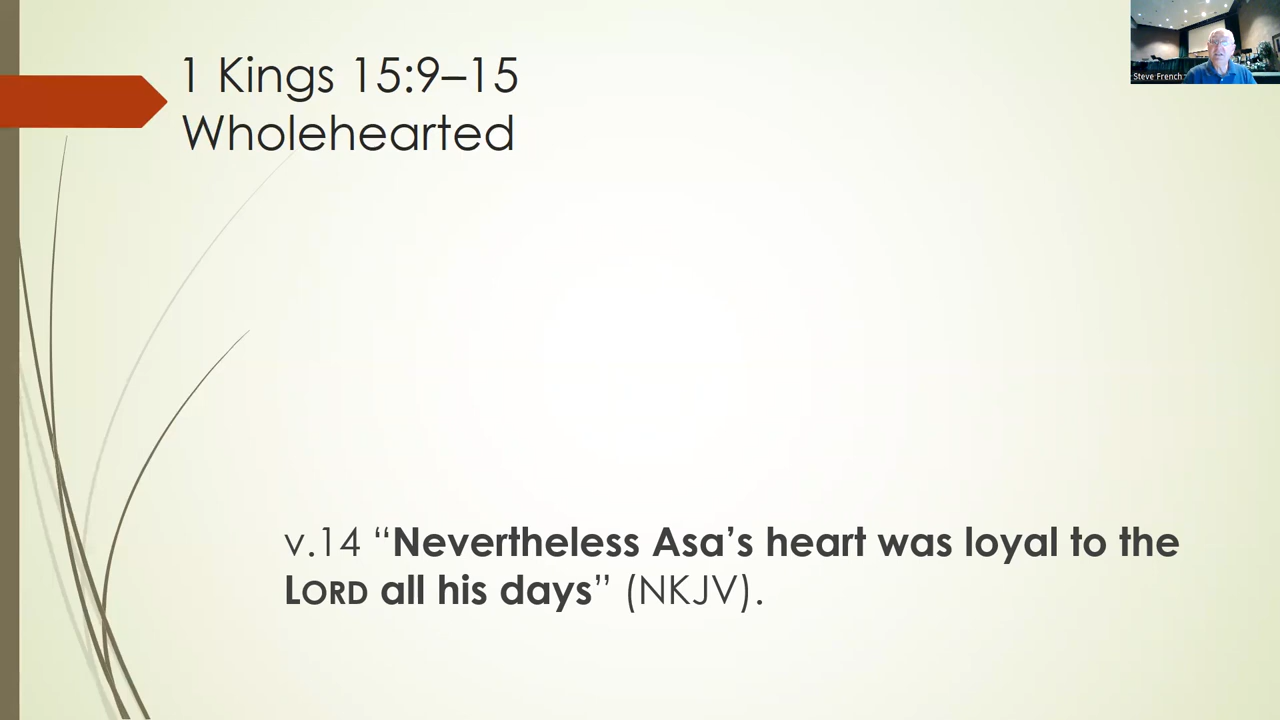 1 Kings 15:9–15
Wholehearted
Steve French
v.14 “Nevertheless Asa’s heart was loyal to the
LORD all his days” (NKJV).